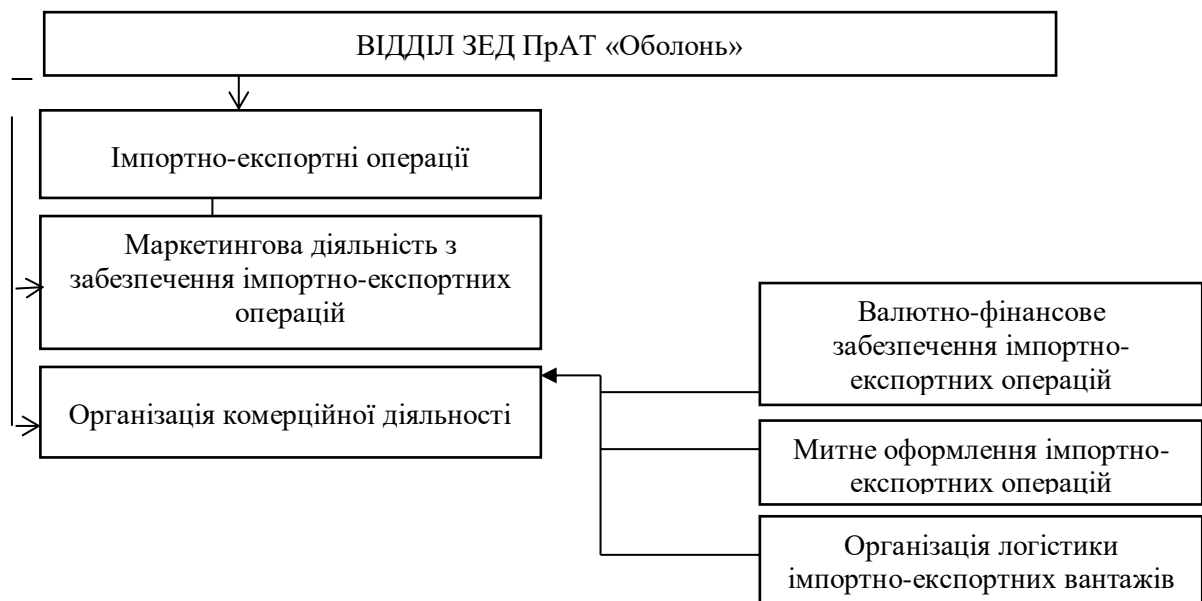 ВІДДІЛ ЗЕД ПрАТ «Оболонь»
Імпортно-експортні операції
Маркетингова діяльність з
забезпечення імпортно-експортних
операцій
Організація комерційної діяльності
Валютно-фінансове
забезпечення імпортно-
експортних операцій
Митне оформлення імпортно-
експортних операцій
Організація логістики
імпортно-експортних вантажів